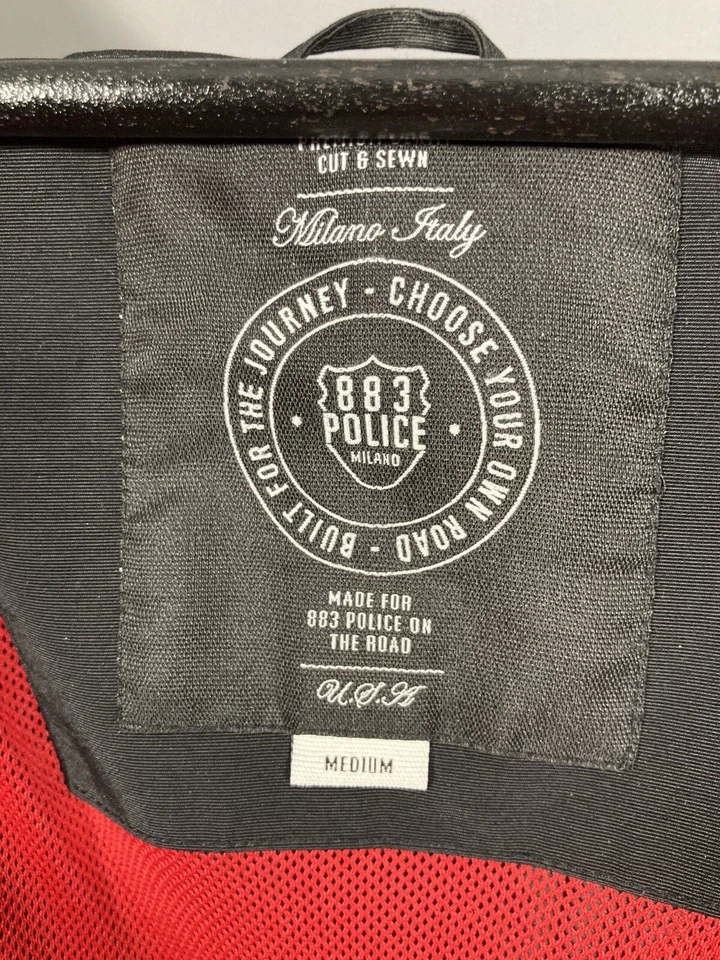 CUT & SEWN
Milano Italy
BUILT FOR THE JOURNEY - CHOOSE YOUR OWN ROAD -
883
POLICE
MILANO
MADE FOR
883 POLICE ON
THE ROAD
U.S.A
MEDIUM